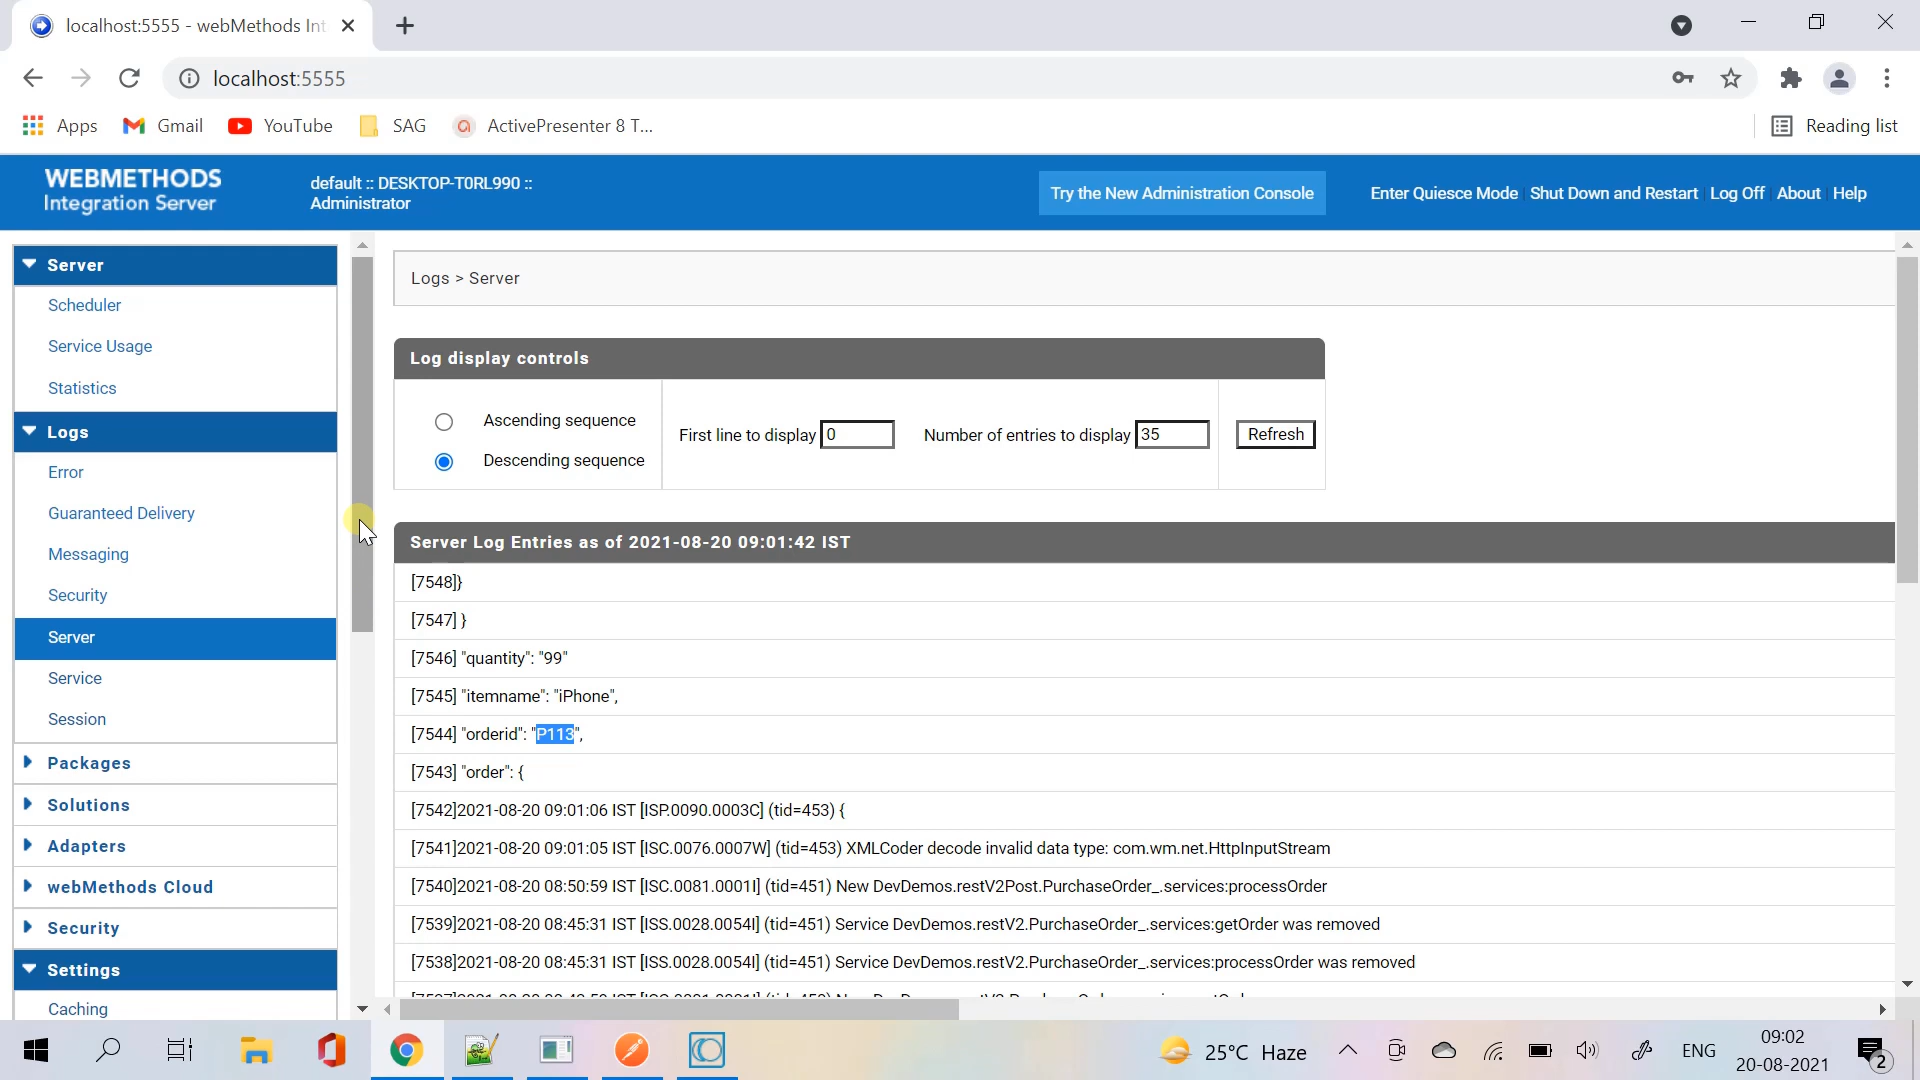 localhost:5555 - webMethods Int
localhost:5555
Apps
Gmail
YouTube
SAG
ActivePresenter 8 T...
Reading list
WEBMETHODS
Integration Server
default :: DESKTOP-T0RL990 ::
Administrator
Try the New Administration Console
Enter Quiesce Mode
Shut Down and Restart
Log Off
About
Help
Server
Scheduler
Service Usage
Statistics
Logs
Error
Guaranteed Delivery
Messaging
Security
Server
Service
Session
Packages
Solutions
Adapters
webMethods Cloud
Security
Settings
Caching
Logs > Server
Log display controls
Ascending sequence
Descending sequence
First line to display 0
Number of entries to display 35
Refresh
Server Log Entries as of 2021-08-20 09:01:42 IST
[7548]}
[7547] }
[7546] "quantity": "99"
[7545] "itemname": "iPhone",
[7544] "orderid": "P113",
[7543] "order": {
[7542]2021-08-20 09:01:06 IST [ISP.0090.0003C] (tid=453) {
[7541]2021-08-20 09:01:05 IST [ISC.0076.0007W] (tid=453) XMLCoder decode invalid data type: com.wm.net.HttpInputStream
[7540]2021-08-20 08:50:59 IST [ISC.0081.0001I] (tid=451) New DevDemos.restV2Post.PurchaseOrder_.services:processOrder
[7539]2021-08-20 08:45:31 IST [ISS.0028.0054I] (tid=451) Service DevDemos.restV2.PurchaseOrder_.services:getOrder was removed
[7538]2021-08-20 08:45:31 IST [ISS.0028.0054I] (tid=451) Service DevDemos.restV2.PurchaseOrder_.services:processOrder was removed
25°C Haze
ENG
09:02
20-08-2021
2